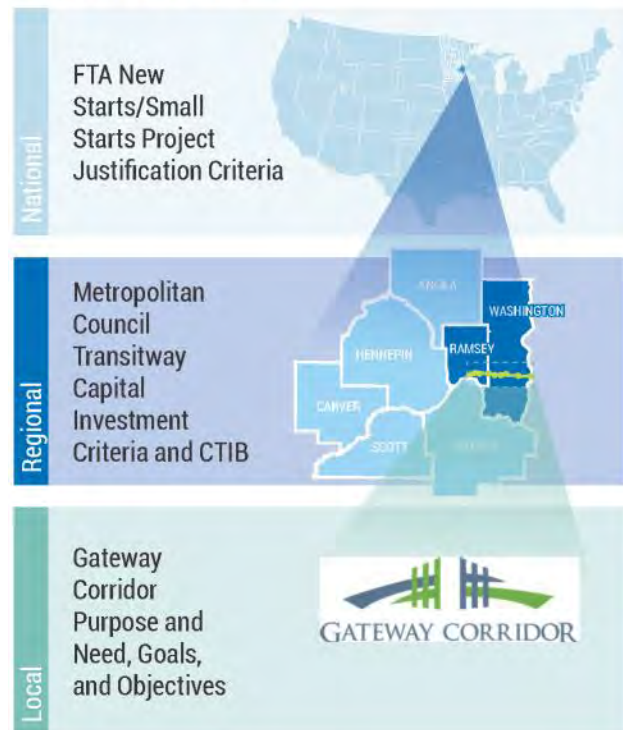 National
FTA New
Starts/Small
Starts Project
Justification Criteria
Regional
Metropolitan
Council
Transitway
Capital
Investment
Criteria and CTIB
ANOKA
WASHINGTON
HENNEPIN
RAMSEY
CARVER
SCOTT
DAKOTA
Local
Gateway
Corridor
Purpose and
Need, Goals,
and Objectives
GATEWAY CORRIDOR